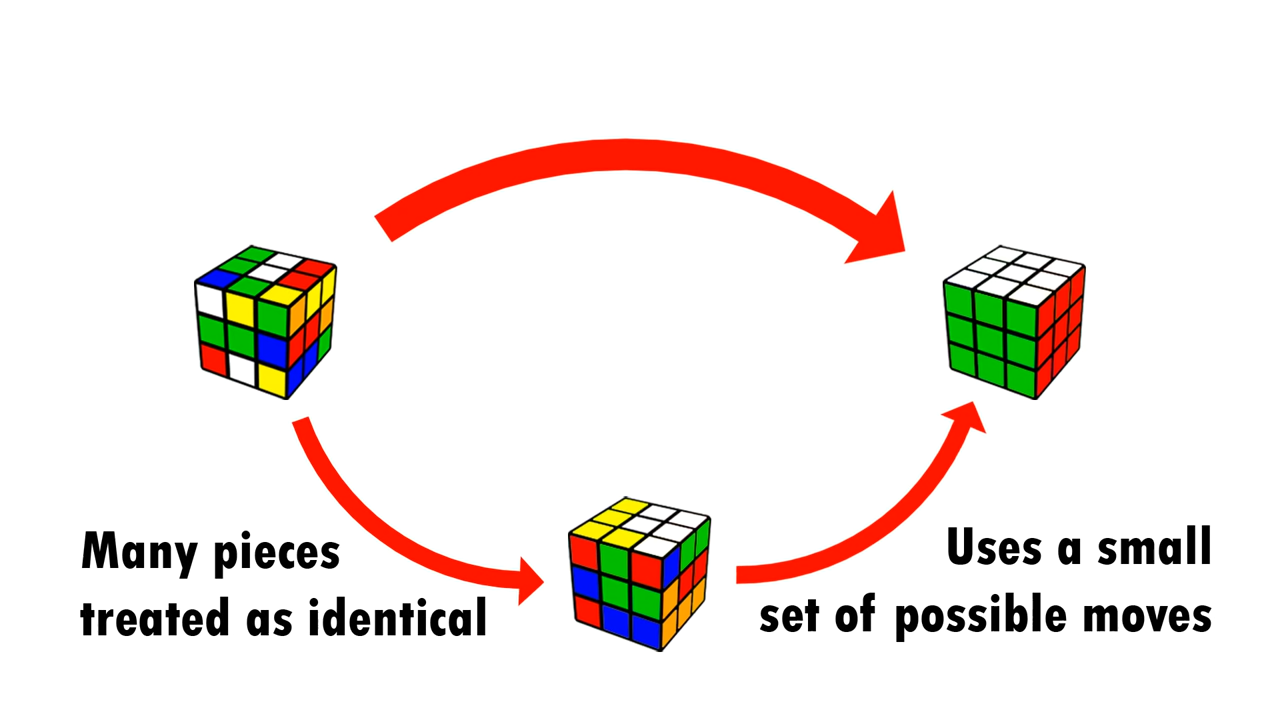 Many pieces
treated as identical
Uses a small
set of possible moves